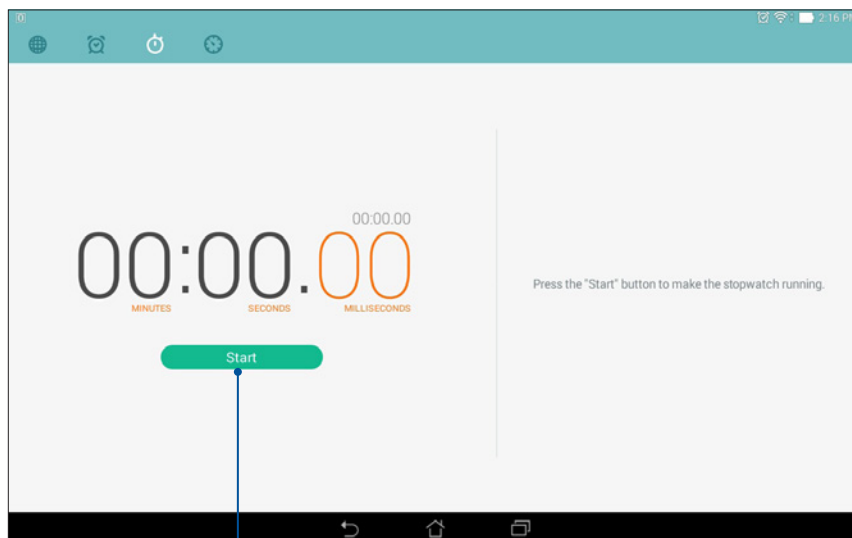 2:16 PM
00:00.00
00:00.00
MINUTES SECONDS MILLISECONDS
Start
Press the "Start" button to make the stopwatch running.